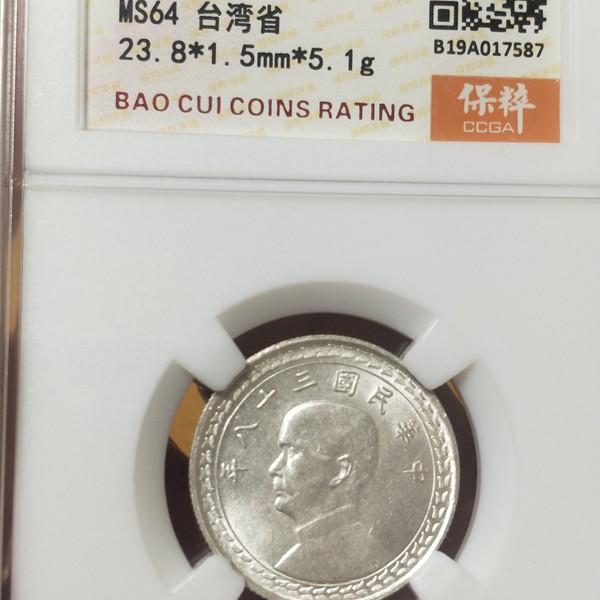 MS64 台湾省
23.8*1.5mm*5.1g
B19A017587
BAO CUI COINS RATING
保粹
CCGA
年八十三國民華中